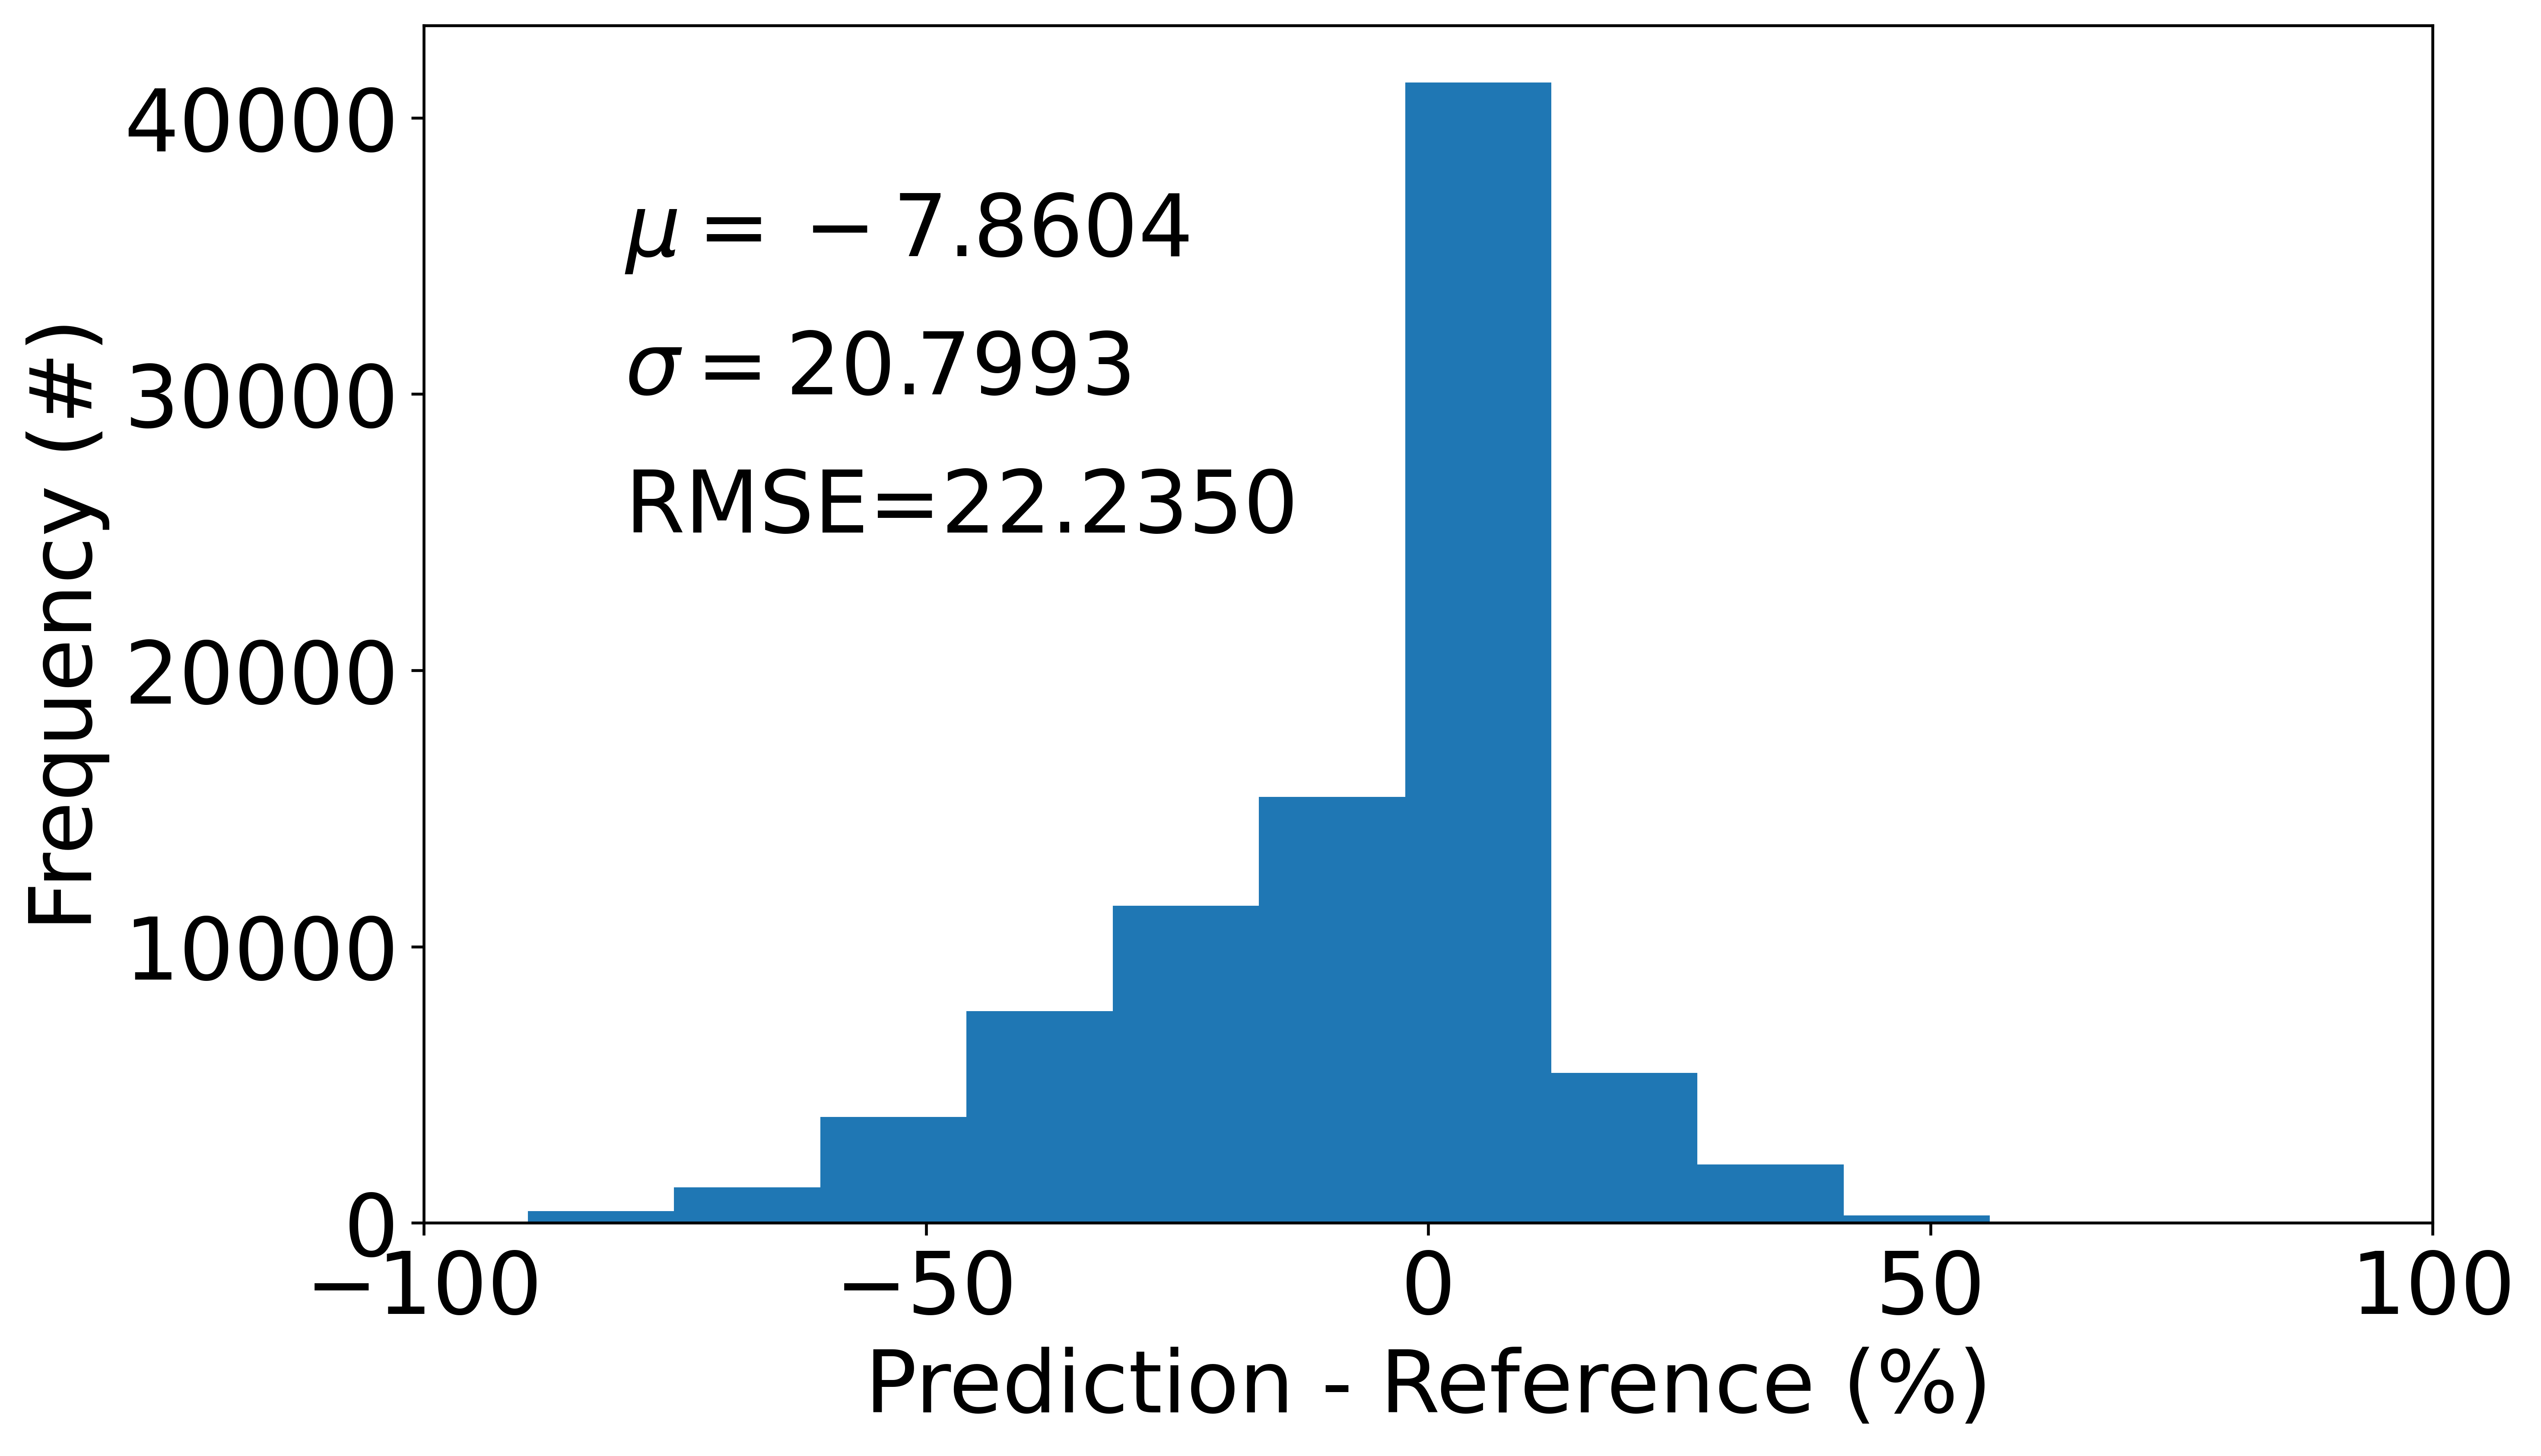 40000
30000
20000
10000
0
Frequency (#)
μ = −7.8604
σ = 20.7993
RMSE=22.2350
−100
−50
0
50
100
Prediction - Reference (%)